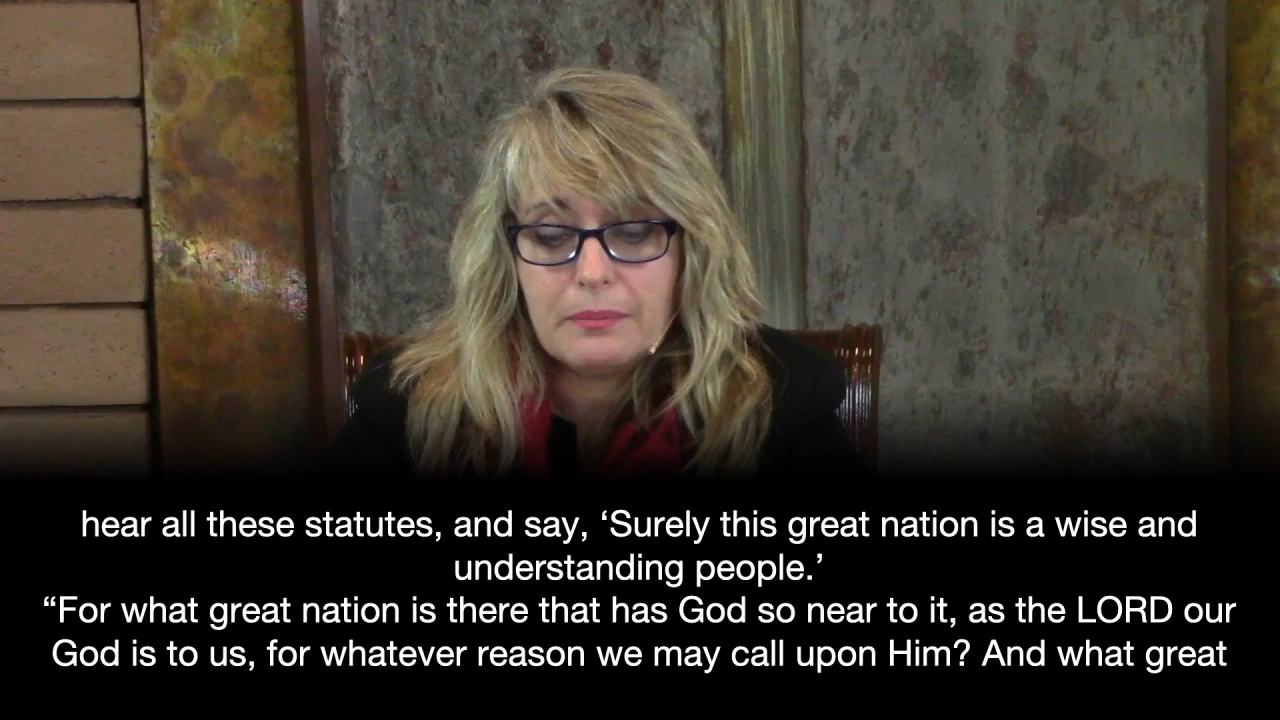 hear all these statutes, and say, ‘Surely this great nation is a wise and
understanding people.’
“For what great nation is there that has God so near to it, as the LORD our
God is to us, for whatever reason we may call upon Him? And what great